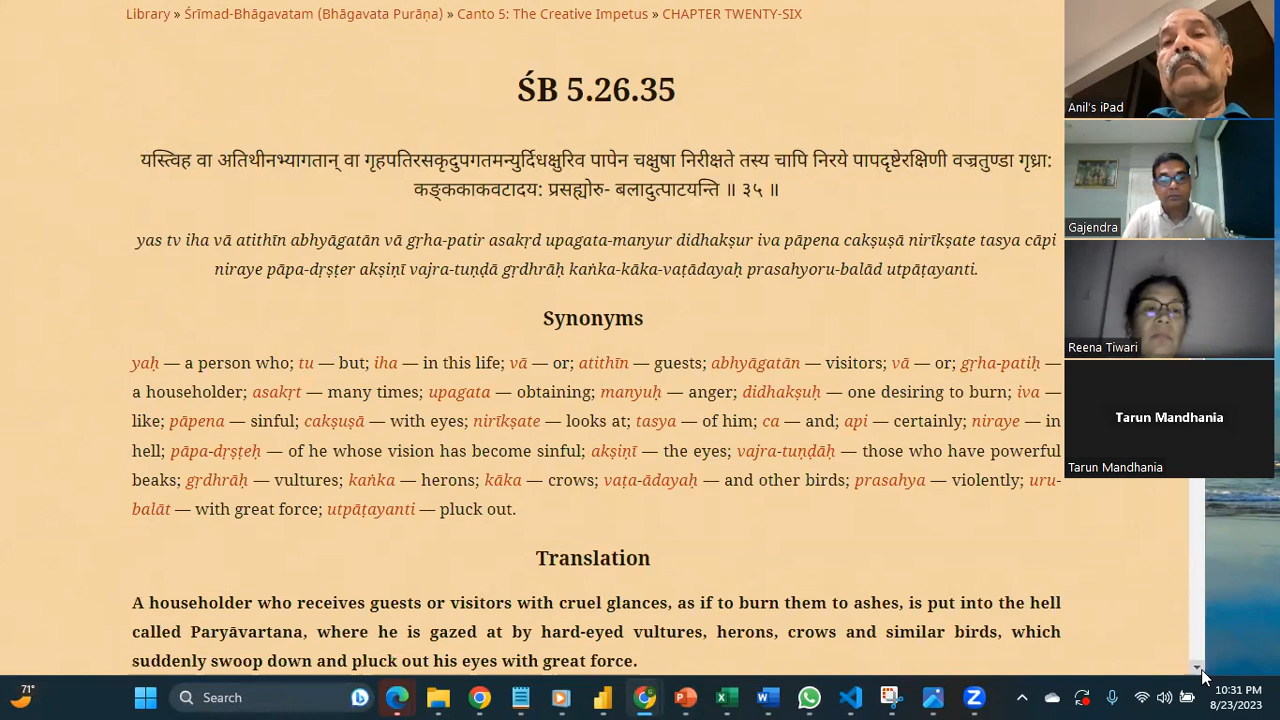 Library » Śrīmad-Bhāgavatam (Bhāgavata Purāṇa) » Canto 5: The Creative Impetus » CHAPTER TWENTY-SIX
ŚB 5.26.35
यस्त्विह वा अतिथीनभ्यागतान् वा गृहपतिरसकृदुपगतमन्युर्दिधक्षुरिव पापेन चक्षुषा निरीक्षते तस्य चापि निरये पापद‍ृष्टेरक्षिणी वज्रतुण्डा गृध्रा:
कङ्ककाकवटादय: प्रसह्योरु- बलादुत्पाटयन्ति ॥ ३५ ॥
yas tv iha vā atithīn abhyāgatān vā gṛha-patir asakṛd upagata-manyur didhakṣur iva pāpena cakṣuṣā nirīkṣate tasya cāpi
niraye pāpa-dṛṣṭer akṣiṇī vajra-tuṇḍā gṛdhrāḥ kaṅka-kāka-vaṭādayaḥ prasahyoru-balād utpāṭayanti.
Synonyms
yaḥ — a person who; tu — but; iha — in this life; vā — or; atithīn — guests; abhyāgatān — visitors; vā — or; gṛha-patiḥ —
a householder; asakṛt — many times; upagata — obtaining; manyuḥ — anger; didhakṣuḥ — one desiring to burn; iva —
like; pāpena — sinful; cakṣuṣā — with eyes; nirīkṣate — looks at; tasya — of him; ca — and; api — certainly; niraye — in
hell; pāpa-dṛṣṭeḥ — of he whose vision has become sinful; akṣiṇī — the eyes; vajra-tuṇḍāḥ — those who have powerful
beaks; gṛdhrāḥ — vultures; kaṅka — herons; kāka — crows; vaṭa-ādayaḥ — and other birds; prasahya — violently; uru-
balāt — with great force; utpāṭayanti — pluck out.
Translation
A householder who receives guests or visitors with cruel glances, as if to burn them to ashes, is put into the hell
called Paryāvartana, where he is gazed at by hard-eyed vultures, herons, crows and similar birds, which
suddenly swoop down and pluck out his eyes with great force.
Anil's iPad
Gajendra
Reena Tiwari
Tarun Mandhania
Tarun Mandhania
71°
Search
10:31 PM
8/23/2023